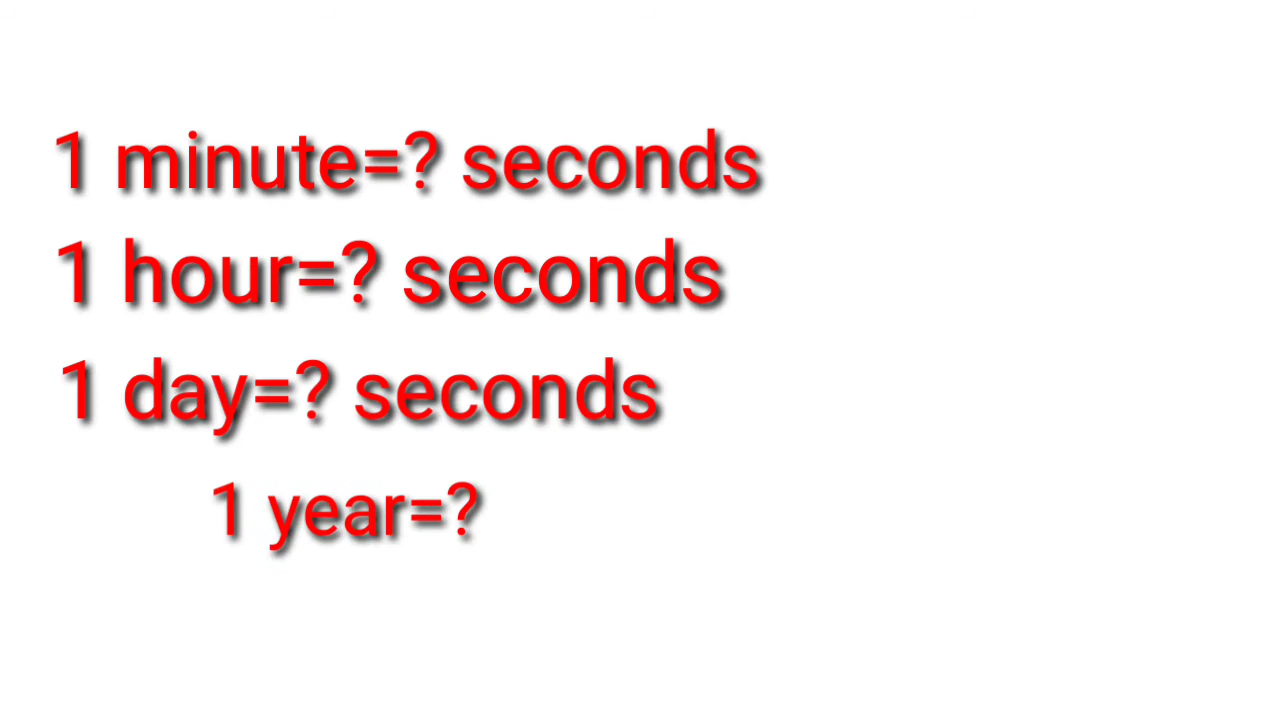 1 minute=? seconds
1 hour=? seconds
1 day=? seconds
1 year=?